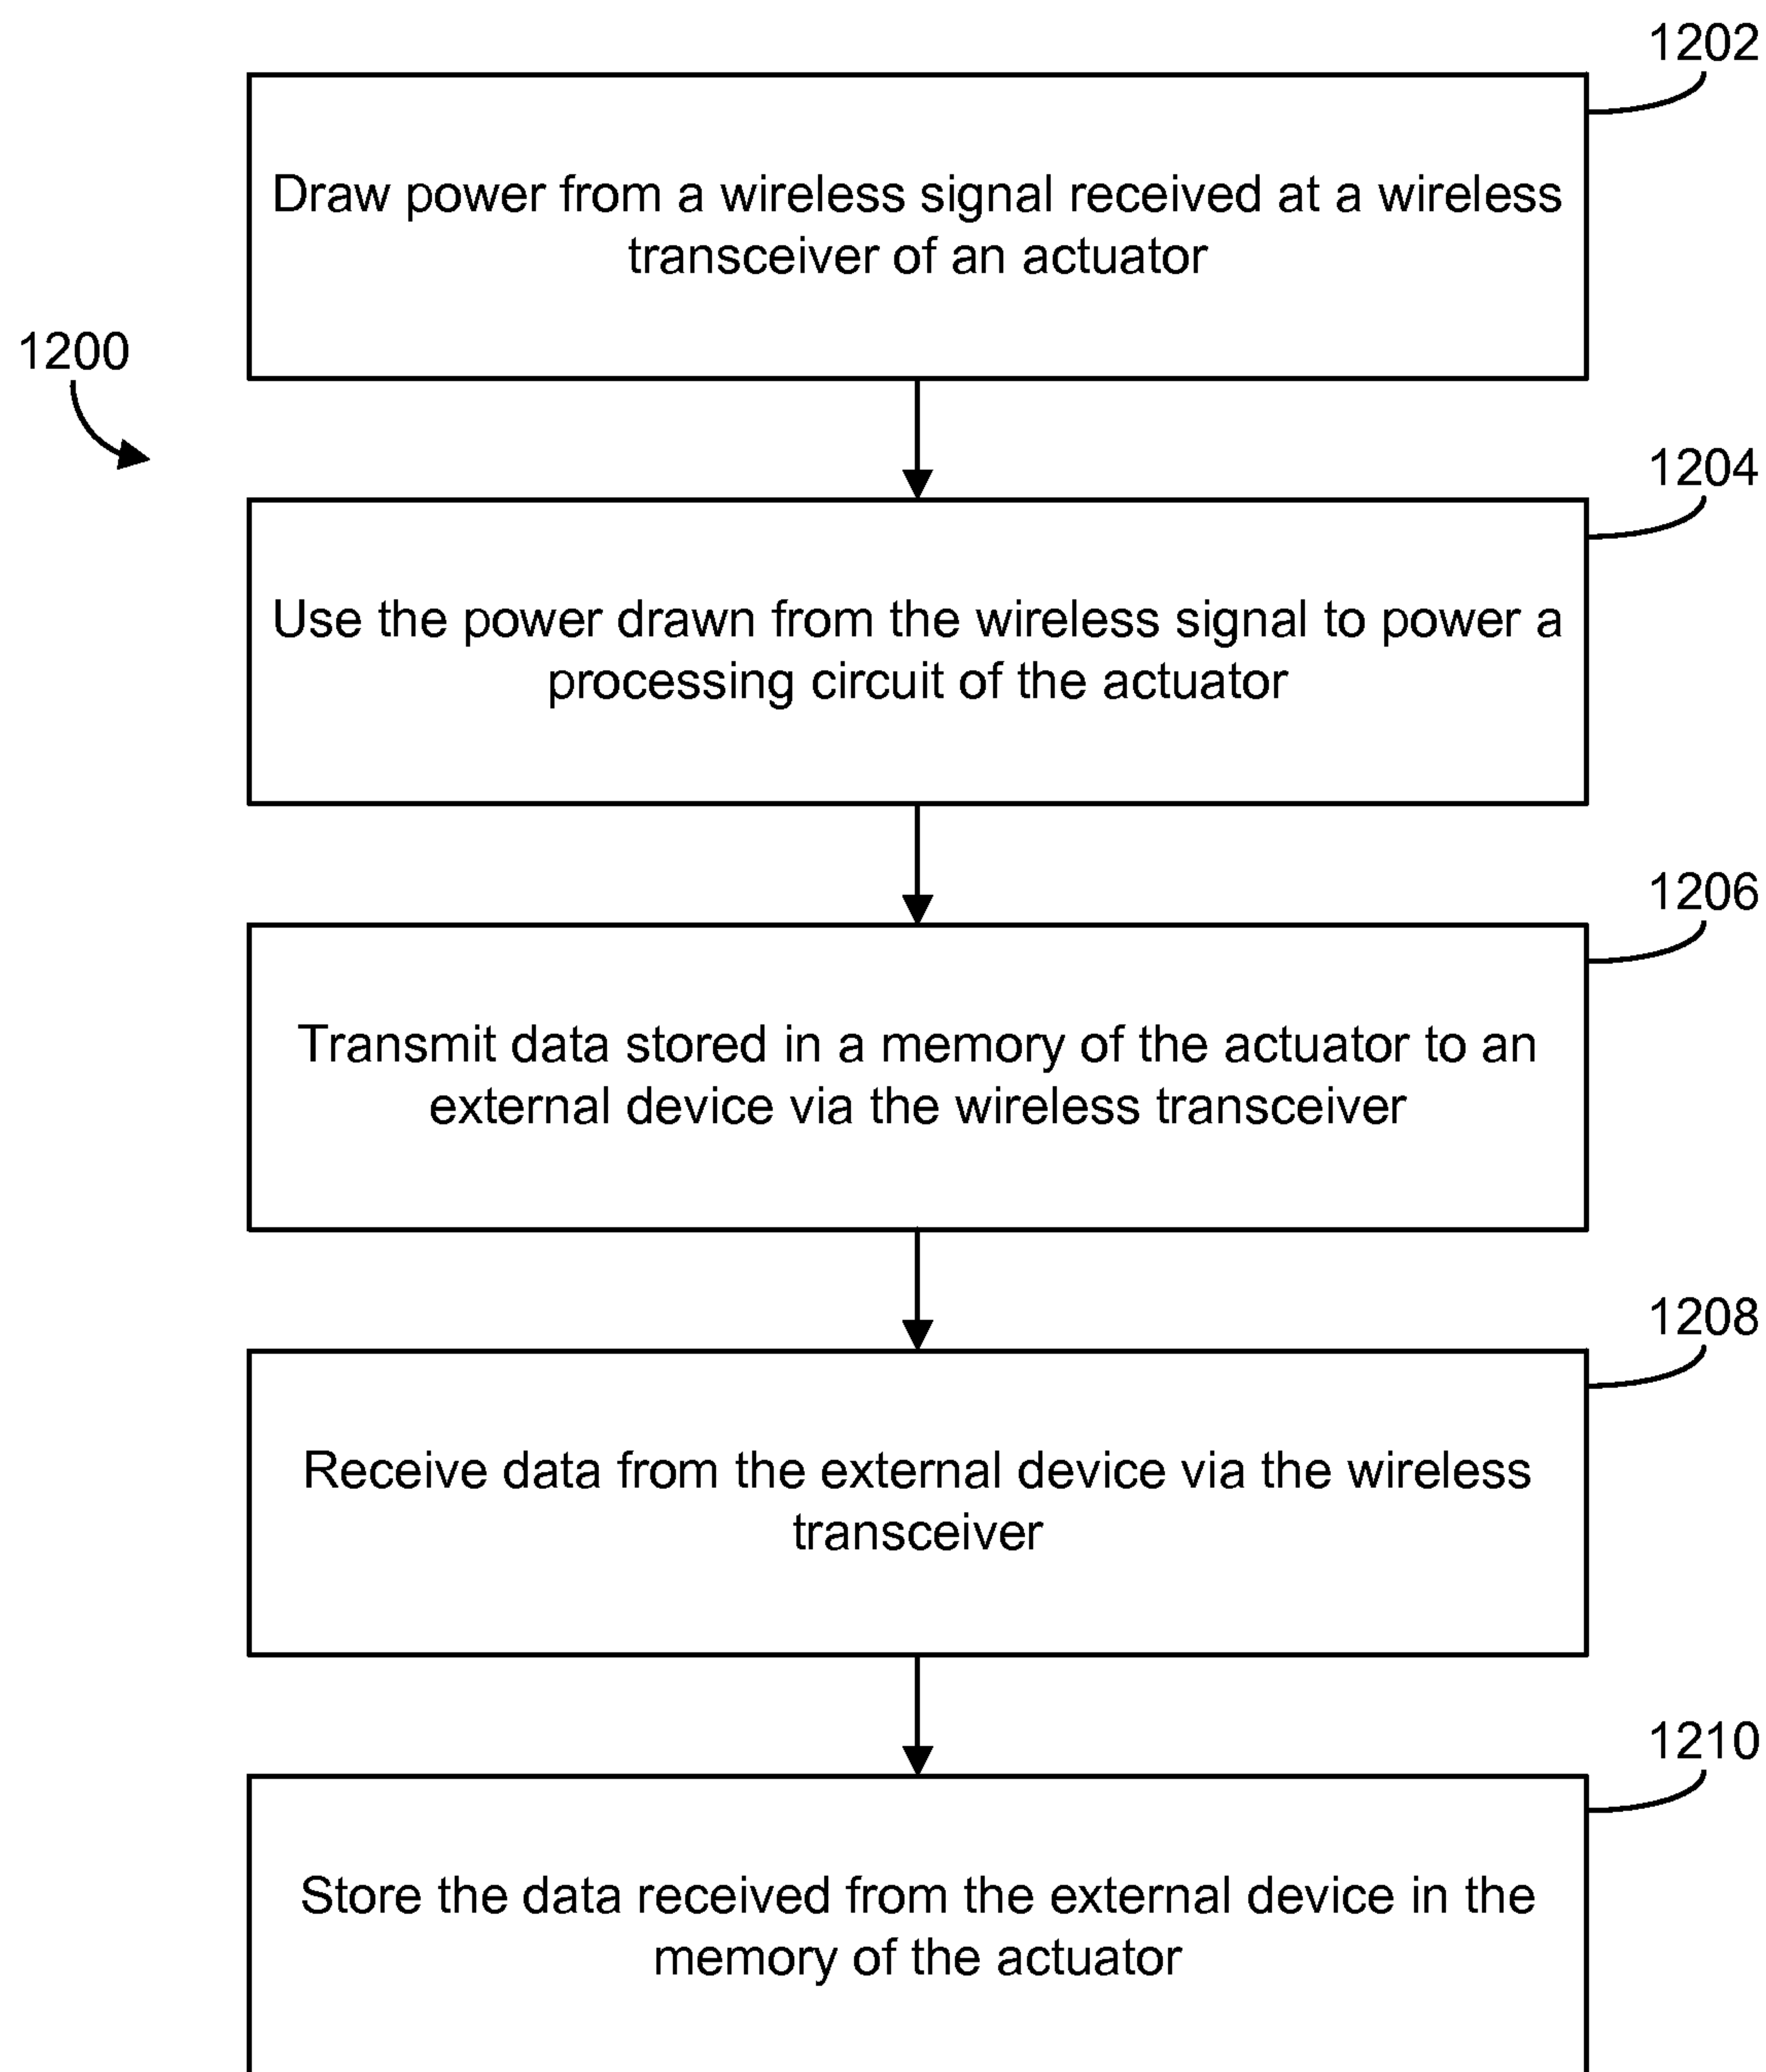 1202
Draw power from a wireless signal received at a wireless
transceiver of an actuator
1200
1204
Use the power drawn from the wireless signal to power a
processing circuit of the actuator
1206
Transmit data stored in a memory of the actuator to an
external device via the wireless transceiver
1208
Receive data from the external device via the wireless
transceiver
1210
Store the data received from the external device in the
memory of the actuator